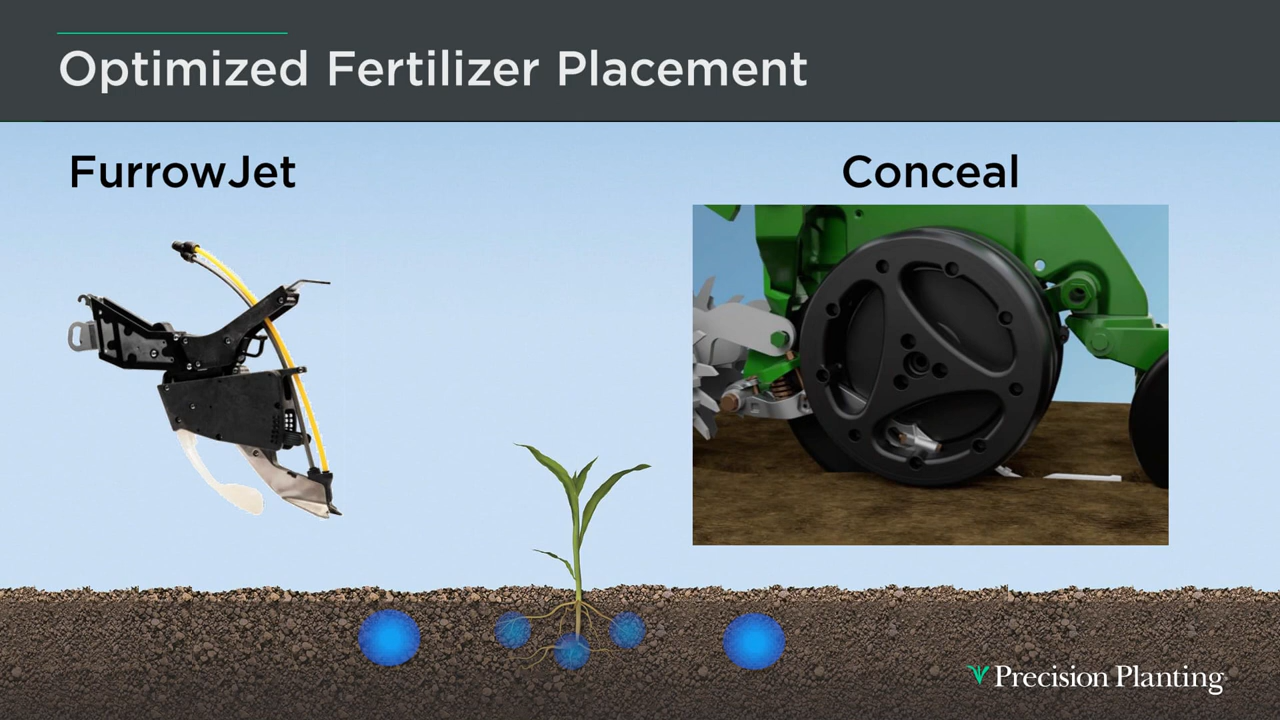 Optimized Fertilizer Placement
FurrowJet
Conceal
Precision Planting